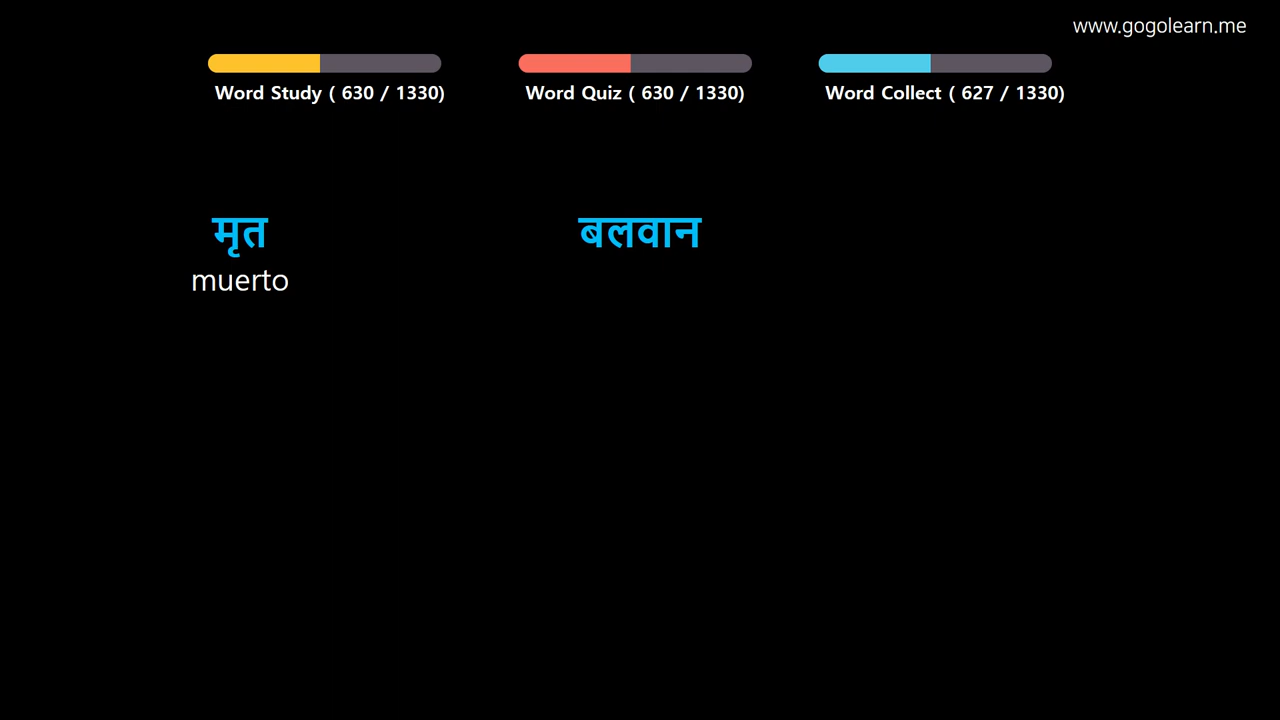 www.gogolearn.me
Word Study ( 630 / 1330)
Word Quiz ( 630 / 1330)
Word Collect ( 627 / 1330)
मृत
muerto
बलवान